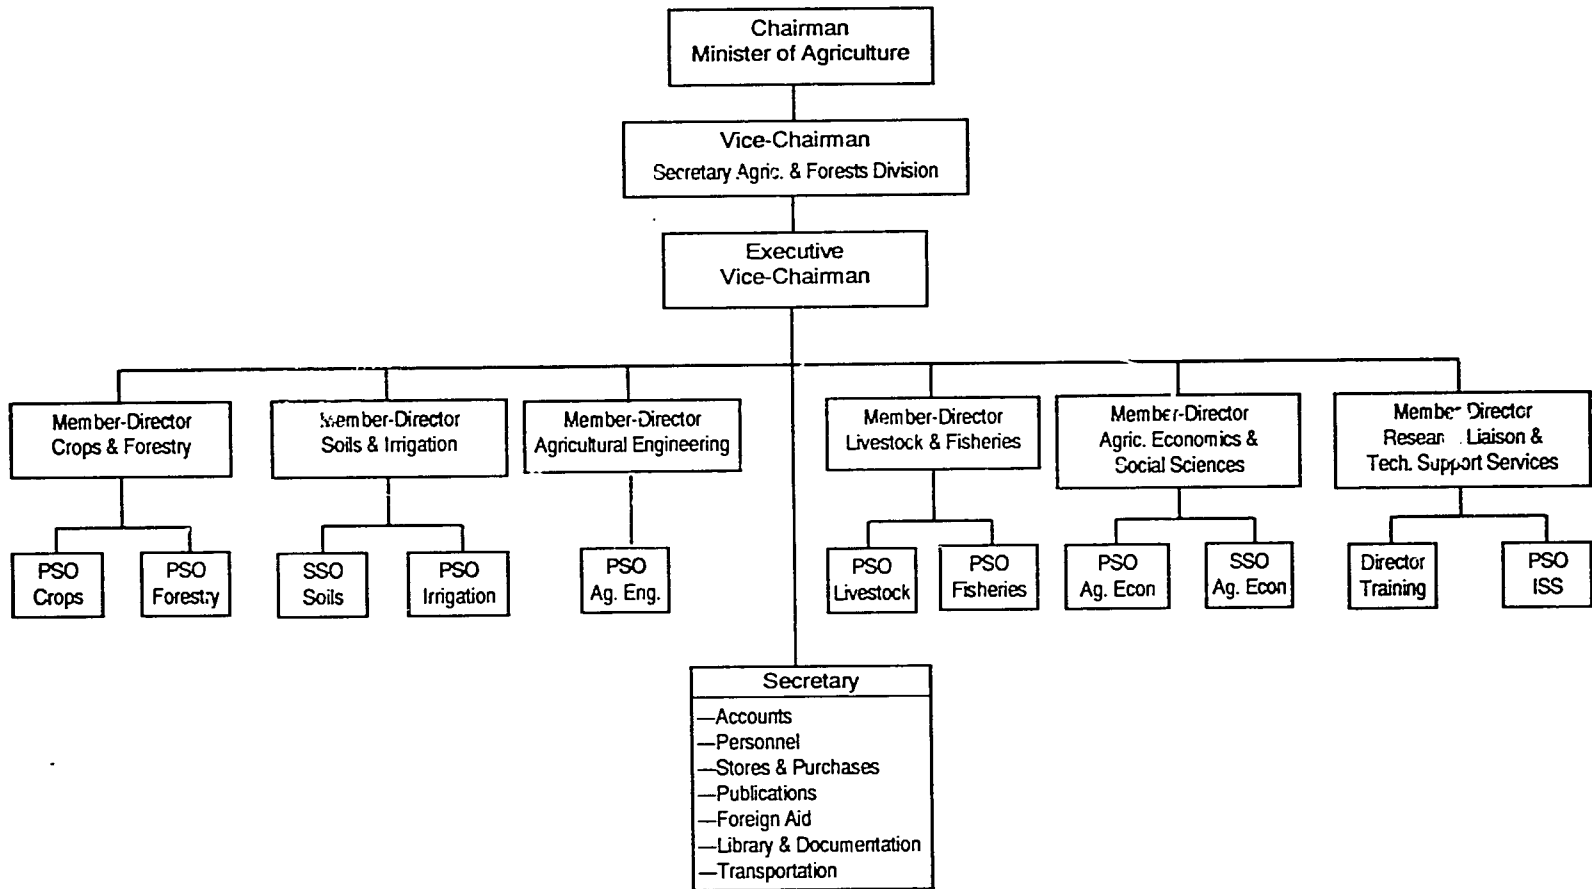 Chairman
Minister of Agriculture
Vice-Chairman
Secretary Agric. & Forests Division
Executive
Vice-Chairman
Member-Director
Crops & Forestry
Member-Director
Soils & Irrigation
Member-Director
Agricultural Engineering
Member-Director
Livestock & Fisheries
Member-Director
Agric. Economics &
Social Sciences
Member Director
Liaison &
Tech. Support Services
PSO
Crops
PSO
Forestry
SSO
Soils
PSO
Irrigation
PSO
Ag. Eng.
PSO
Livestock
PSO
Fisheries
PSO
Ag. Econ
SSO
Ag. Econ
Director
Training
PSO
ISS
Secretary
—Accounts
—Personnel
—Stores & Purchases
—Publications
—Foreign Aid
—Library & Documentation
—Transportation